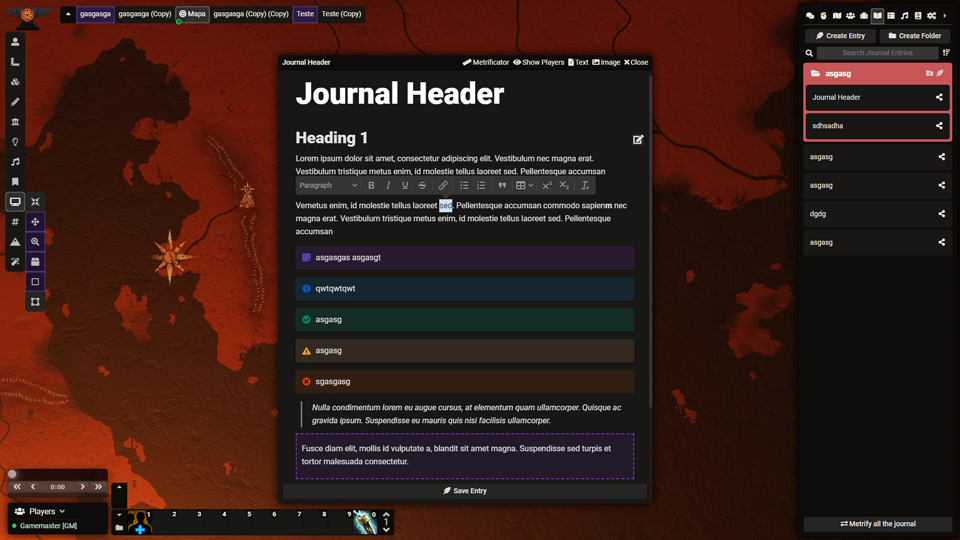 gasgasga gasgasga (Copy) Mapa gasgasga (Copy) (Copy) Teste Teste (Copy)
Create Entry Create Folder
Search Journal Entries
asgasg
Journal Header
sdhsadha
asgasg
asgasg
dgdg
asgasg
Metrify all the journal
Journal Header Metrificator Show Players Text Image Close
Journal Header
Heading 1
Lorem ipsum dolor sit amet, consectetur adipiscing elit. Vestibulum nec magna erat.
Vestibulum tristique metus enim, id molestie tellus laoreet sed. Pellentesque accumsan
Paragraph B I U S X² X₂ Tx
Vemetus enim, id molestie tellus laoreet sed. Pellentesque accumsan commodo sapienm nec
magna erat. Vestibulum tristique metus enim, id molestie tellus laoreet sed. Pellentesque
accumsan
asgasgas asgasgt
qwtqwtqwt
asgasg
asgasg
sgasgasg
Nulla condimentum lorem eu augue cursus, at elementum quam ullamcorper. Quisque ac
gravida ipsum. Suspendisse eu mauris quis nisi facilisis ullamcorper.
Fusce diam elit, mollis id vulputate a, blandit sit amet magna. Suspendisse sed turpis et
tortor malesuada consectetur.
Save Entry
0:00
Players
Gamemaster [GM]
1 2 3 4 5 6 7 8 9 0
1